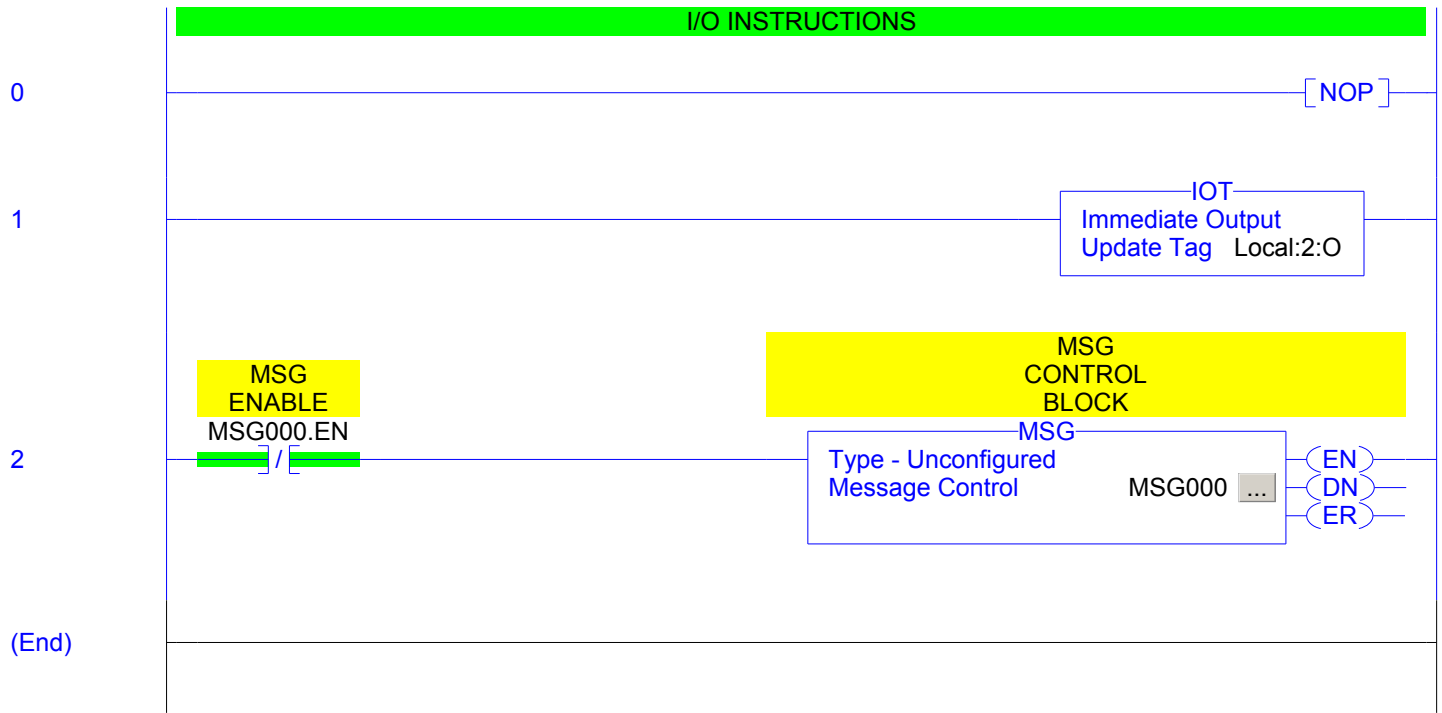 I/O INSTRUCTIONS
0
NOP
IOT
1
Immediate Output
Update Tag Local:2:O
MSG
ENABLE
MSG000.EN
MSG
CONTROL
BLOCK
MSG
2
/
Type - Unconfigured
Message Control MSG000 ...
EN
DN
ER
(End)